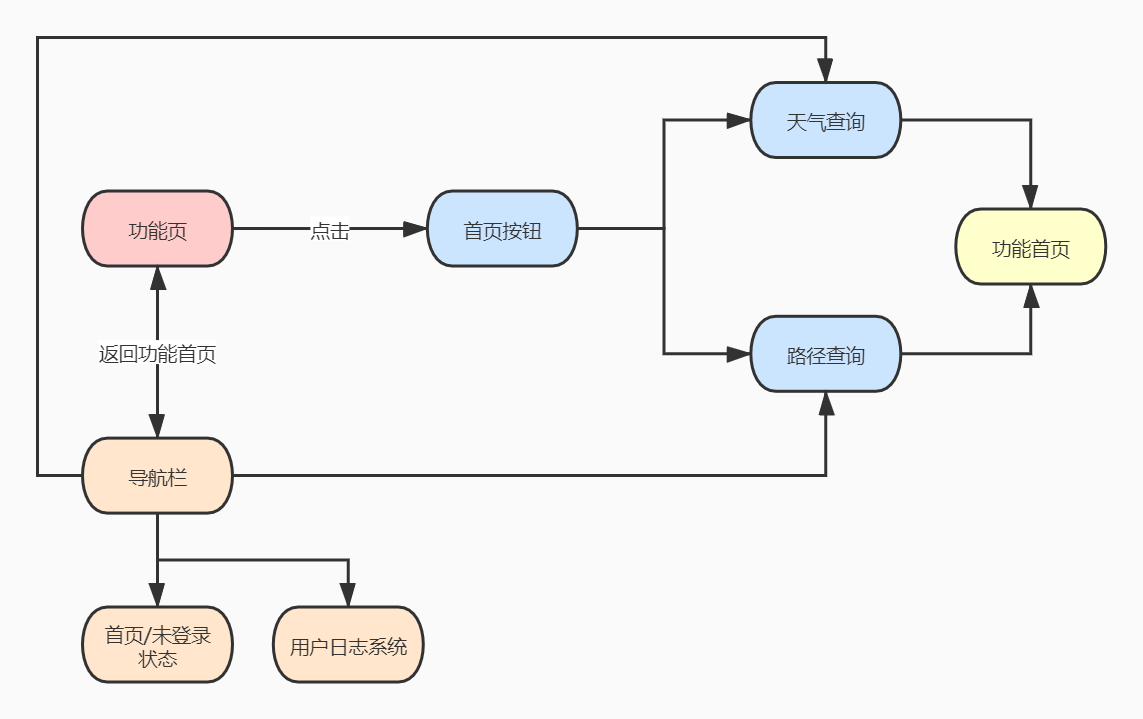 天气查询
功能页
点击
首页按钮
功能首页
返回功能首页
路径查询
导航栏
首页/未登录
状态
用户日志系统